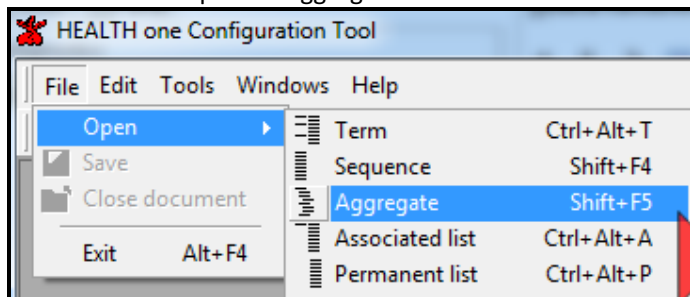 HEALTH one Configuration Tool
File Edit Tools Windows Help
Open
Save
Close document
Exit Alt+F4
Term Ctrl+Alt+T
Sequence Shift+F4
Aggregate Shift+F5
Associated list Ctrl+Alt+A
Permanent list Ctrl+Alt+P